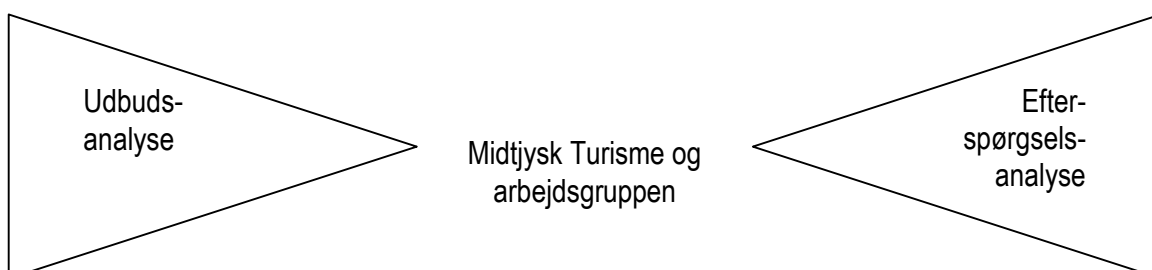 Udbuds-
analyse
Midtjysk Turisme og
arbejdsgruppen
Efter-
spørgsels-
analyse